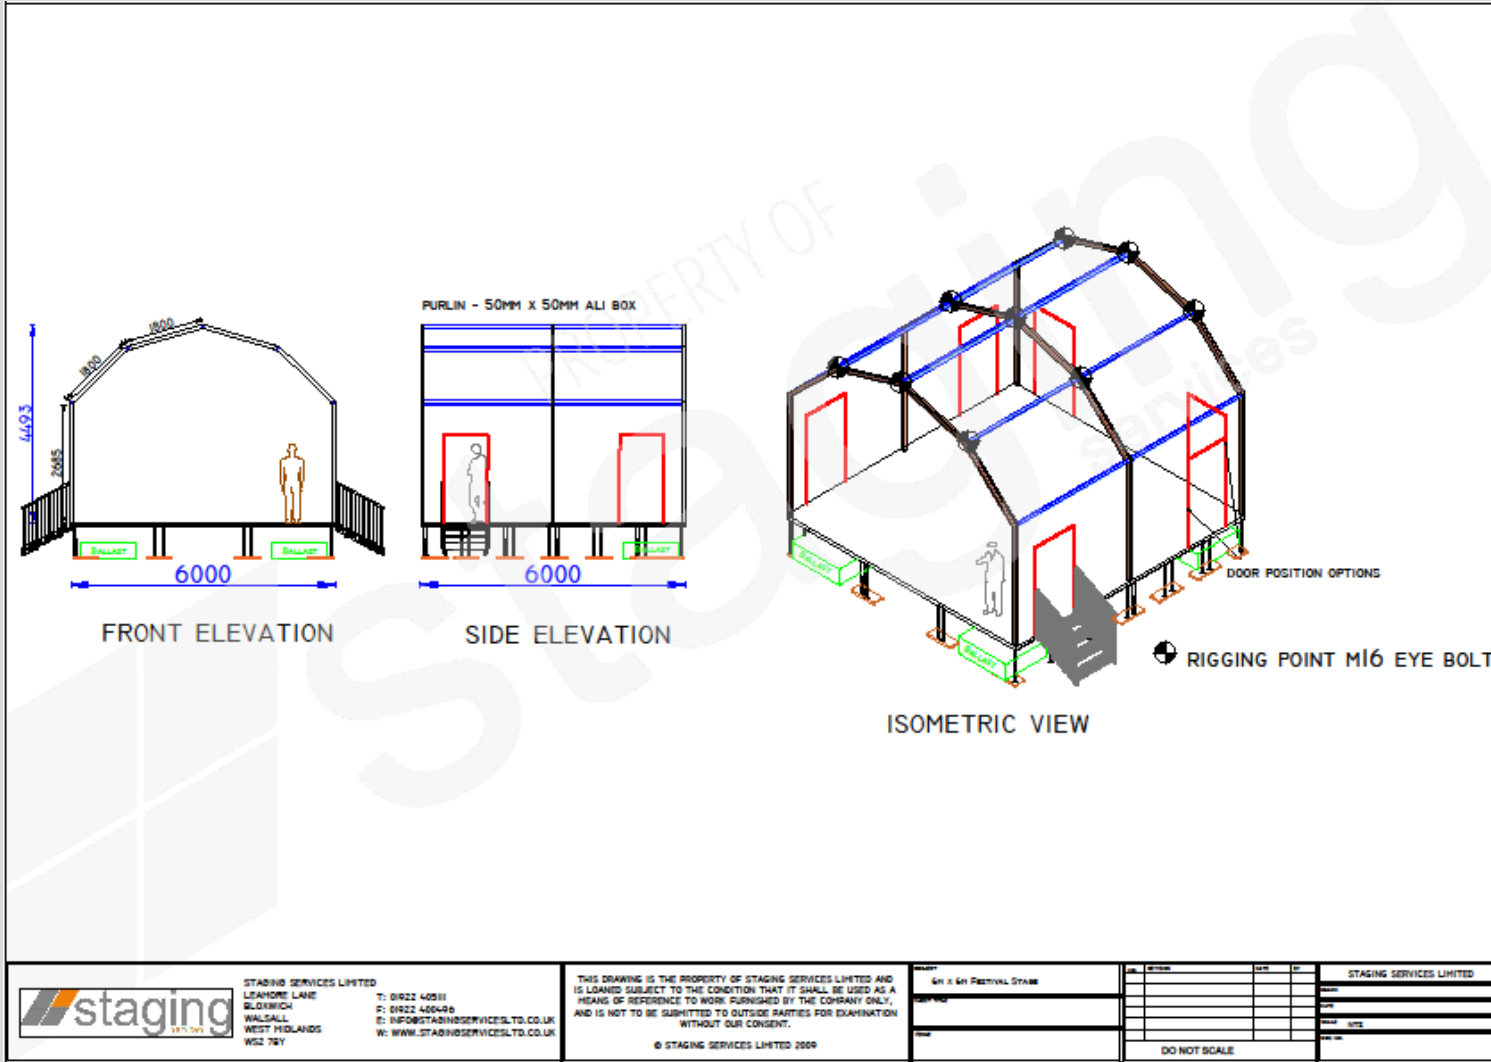 PROPERTY OF
staging
services
PURLIN - 50MM X 50MM ALI BOX
1800
1800
4493
2685
BALLAST
BALLAST
6000
FRONT ELEVATION
BALLAST
6000
SIDE ELEVATION
BALLAST
BALLAST
DOOR POSITION OPTIONS
RIGGING POINT M16 EYE BOLT
ISOMETRIC VIEW
staging
STAGING SERVICES LIMITED
LEAMORE LANE
BLOXWICH
WALSALL
WEST MIDLANDS
WS2 7BY
T: 01922 405111
F: 01922 400496
E: INFO@STAGINGSERVICESLTD.CO.UK
W: WWW.STAGINGSERVICESLTD.CO.UK
THIS DRAWING IS THE PROPERTY OF STAGING SERVICES LIMITED AND
IS LOANED SUBJECT TO THE CONDITION THAT IT SHALL BE USED AS A
MEANS OF REFERENCE TO WORK FURNISHED BY THE COMPANY ONLY,
AND IS NOT TO BE SUBMITTED TO OUTSIDE PARTIES FOR EXAMINATION
WITHOUT OUR CONSENT.
© STAGING SERVICES LIMITED 2009
6M X 6M FESTIVAL STAGE
DATE
BY
DO NOT SCALE
STAGING SERVICES LIMITED
DATE
SCALE NTS